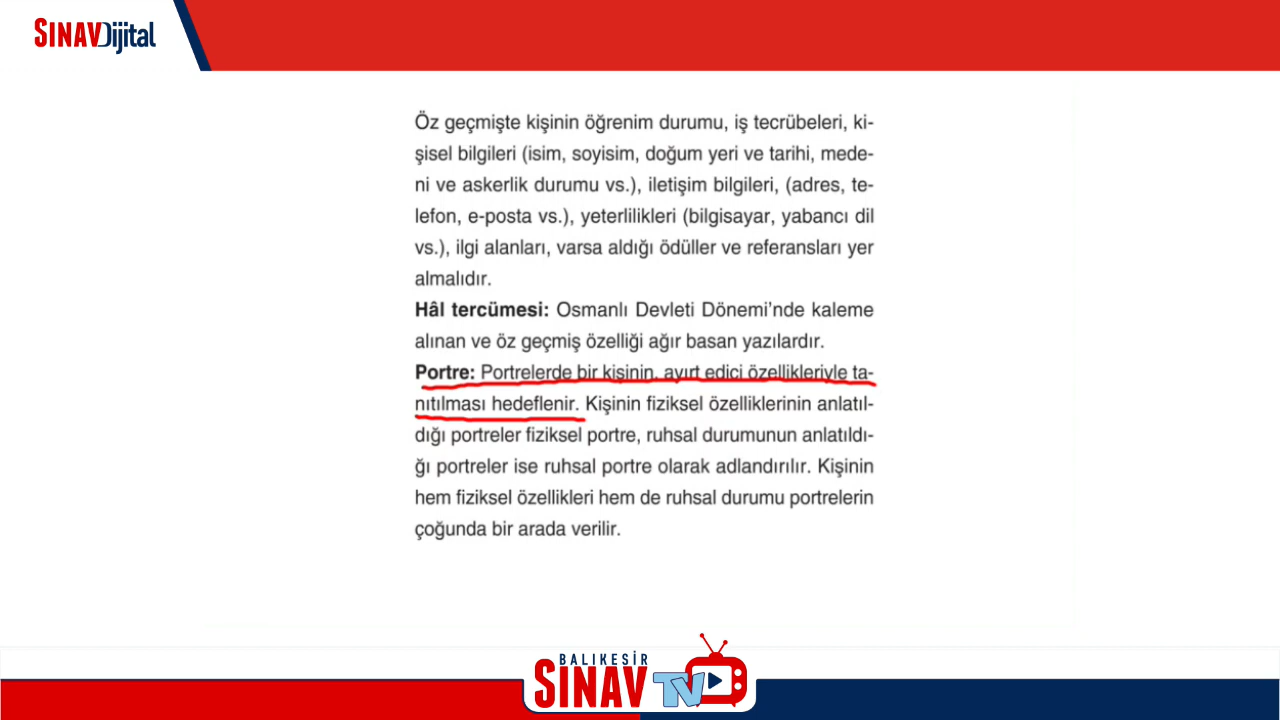 SINAVDijital
Öz geçmişte kişinin öğrenim durumu, iş tecrübeleri, ki-
şisel bilgileri (isim, soyisim, doğum yeri ve tarihi, mede-
ni ve askerlik durumu vs.), iletişim bilgileri, (adres, te-
lefon, e-posta vs.), yeterlilikleri (bilgisayar, yabancı dil
vs.), ilgi alanları, varsa aldığı ödüller ve referansları yer
almalıdır.
Hâl tercümesi: Osmanlı Devleti Dönemi’nde kaleme
alınan ve öz geçmiş özelliği ağır basan yazılardır.
Portre: Portrelerde bir kişinin, ayırt edici özellikleriyle ta-
nıtılması hedeflenir. Kişinin fiziksel özelliklerinin anlatıl-
dığı portreler fiziksel portre, ruhsal durumunun anlatıldı-
ğı portreler ise ruhsal portre olarak adlandırılır. Kişinin
hem fiziksel özellikleri hem de ruhsal durumu portrelerin
çoğunda bir arada verilir.
BALIKESİR
SINAV TV